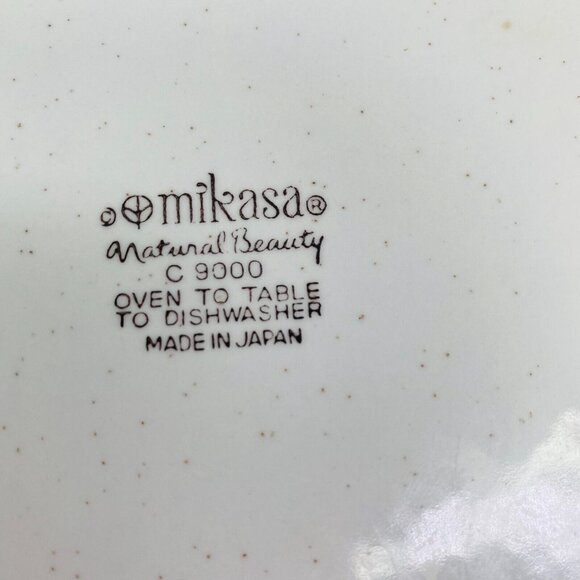 © mikasa®
Natural Beauty
C 9000
OVEN TO TABLE
TO DISHWASHER
MADE IN JAPAN